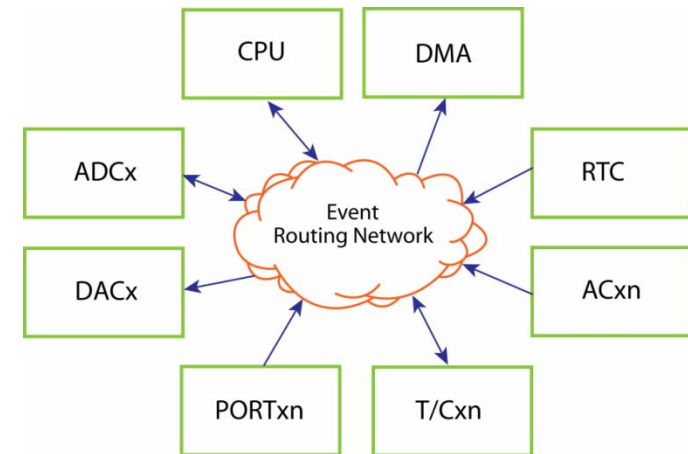 CPU
DMA
ADCx
RTC
Event
Routing Network
DACx
ACxn
PORTxn
T/Cxn